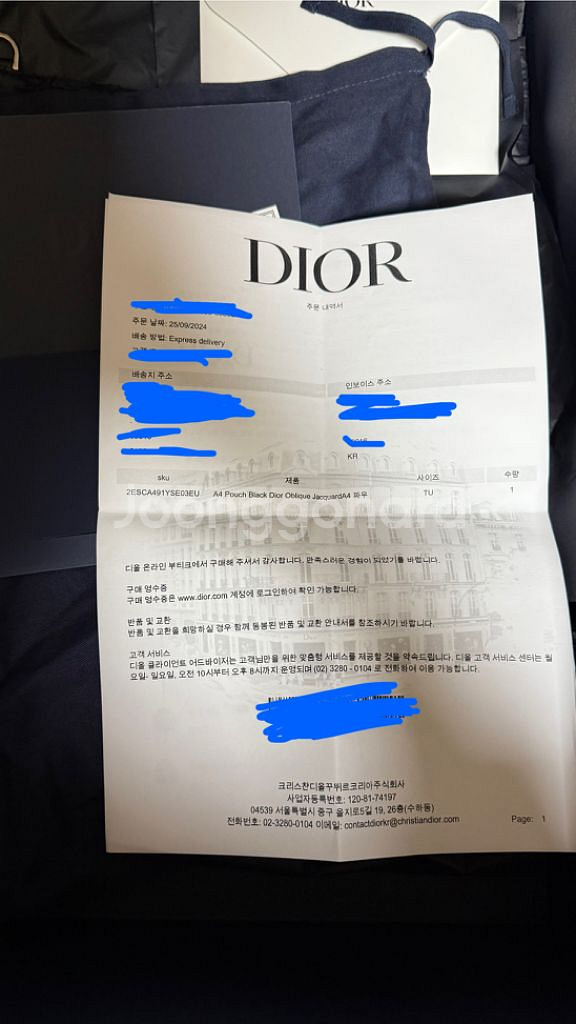 DIOR
DIOR
주문 내역서
주문 날짜: 25/09/2024
배송 방법: Express delivery
배송지 주소
인보이스 주소
KR
sku 제품 사이즈 수량
2ESCA491YSE03EU A4 Pouch Black Dior Oblique JacquardA4 파우 TU 1
Joonggonara
디올 온라인 부티크에서 구매해 주셔서 감사합니다. 만족스러운 경험이 되었기를 바랍니다.
구매 영수증
구매 영수증은 www.dior.com 계정에 로그인하여 확인 가능합니다.
반품 및 교환
반품 및 교환을 희망하실 경우 함께 동봉된 반품 및 교환 안내서를 참조하시기 바랍니다.
고객 서비스
디올 클라이언트 어드바이저는 고객님만을 위한 맞춤형 서비스를 제공할 것을 약속드립니다. 디올 고객 서비스 센터는 월
요일- 일요일, 오전 10시부터 오후 8시까지 운영되며 (02) 3280 - 0104 로 전화하여 이용 가능합니다.
크리스챤디올꾸뛰르코리아주식회사
사업자등록번호: 120-81-74197
04539 서울특별시 중구 을지로5길 19, 26층(수하동)
전화번호: 02-3280-0104 이메일: contactdiorkr@christiandior.com
Page: 1